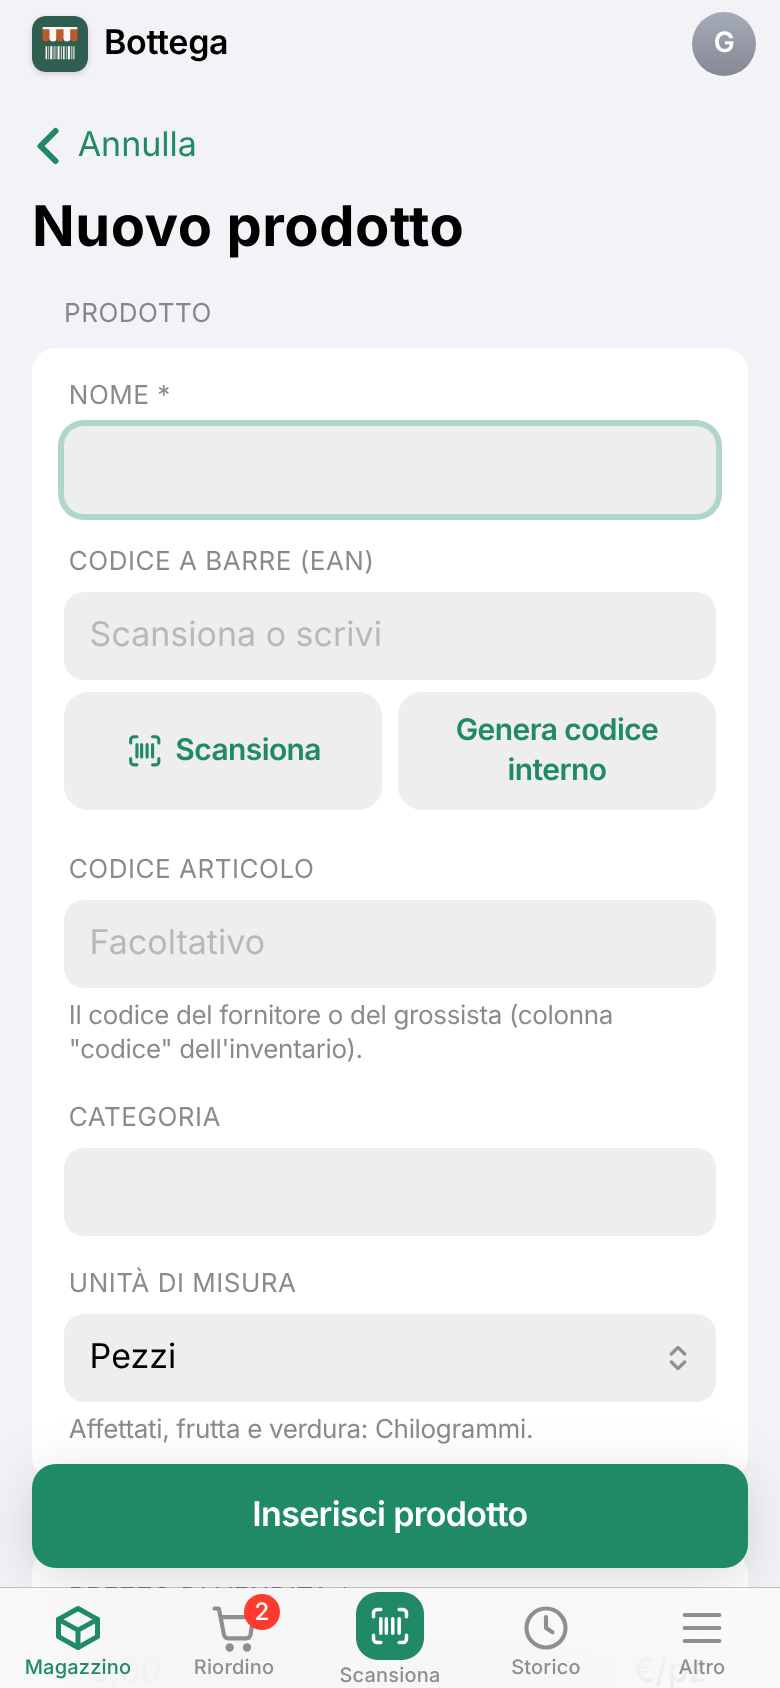 Bottega
G
Annulla
Nuovo prodotto
PRODOTTO
NOME *
CODICE A BARRE (EAN)
Scansiona o scrivi
Scansiona
Genera codice
interno
CODICE ARTICOLO
Facoltativo
Il codice del fornitore o del grossista (colonna
"codice" dell'inventario).
CATEGORIA
UNITÀ DI MISURA
Pezzi
Affettati, frutta e verdura: Chilogrammi.
Inserisci prodotto
2
Magazzino
Riordino
Scansiona
Storico
Altro